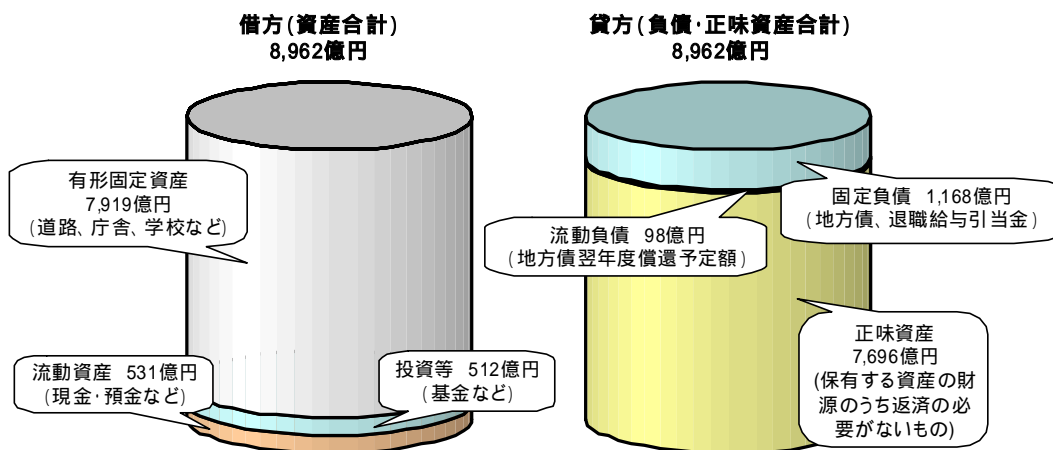 借方(資産合計)
8,962億円
貸方(負債･正味資産合計)
8,962億円
有形固定資産
7,919億円
(道路､庁舎､学校など)
流動資産 531億円
(現金･預金など)
投資等 512億円
(基金など)
固定負債 1,168億円
(地方債､退職給与引当金)
流動負債 98億円
(地方債翌年度償還予定額)
正味資産
7,696億円
(保有する資産の財
源のうち返済の必
要がないもの)